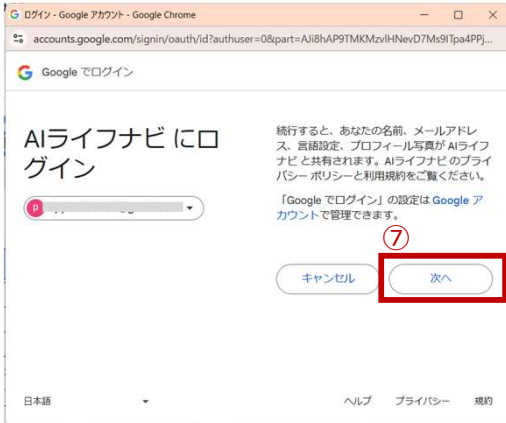 ログイン - Google アカウント - Google Chrome
accounts.google.com/signin/oauth/id?authuser=0&part=AJi8hAP9TMKMzvlHNevD7Ms9ITpa4PPj...
Google でログイン
AIライフナビ にロ
グイン
P
続行すると、あなたの名前、メールアドレ
ス、言語設定、プロフィール写真が AIライフ
ナビ と共有されます。AIライフナビ のプライ
バシー ポリシーと利用規約をご覧ください。
「Google でログイン」の設定は Google ア
カウントで管理できます。
⑦
キャンセル
次へ
日本語
ヘルプ
プライバシー
規約